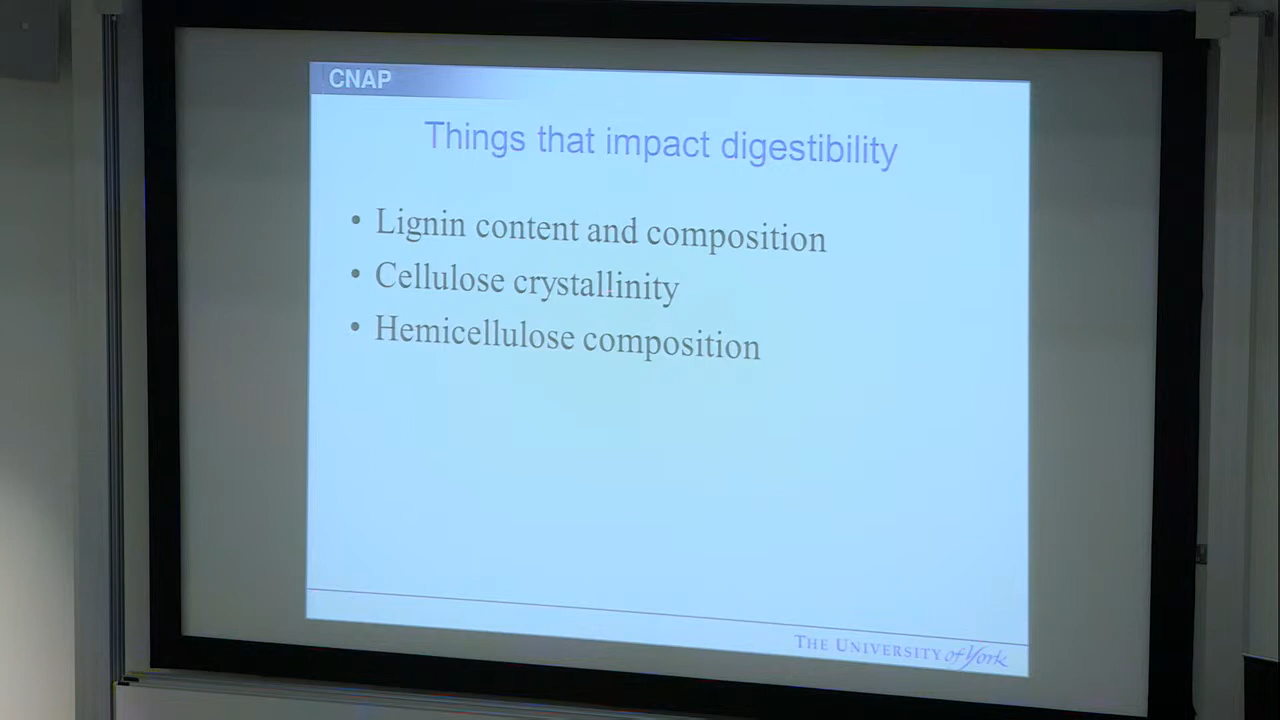 CNAP
Things that impact digestibility
• Lignin content and composition
• Cellulose crystallinity
• Hemicellulose composition
THE UNIVERSITY of York